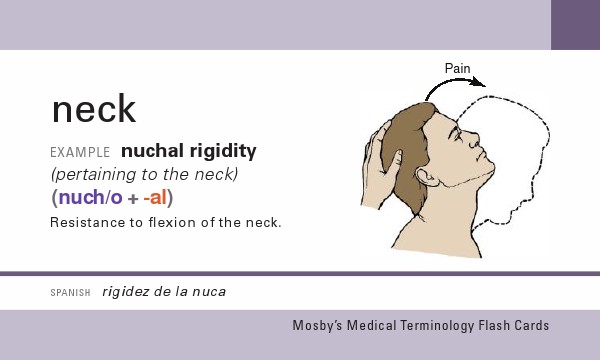 Pain
neck
EXAMPLE nuchal rigidity
(pertaining to the neck)
(nuch/o + -al)
Resistance to flexion of the neck.
SPANISH rigidez de la nuca
Mosby's Medical Terminology Flash Cards